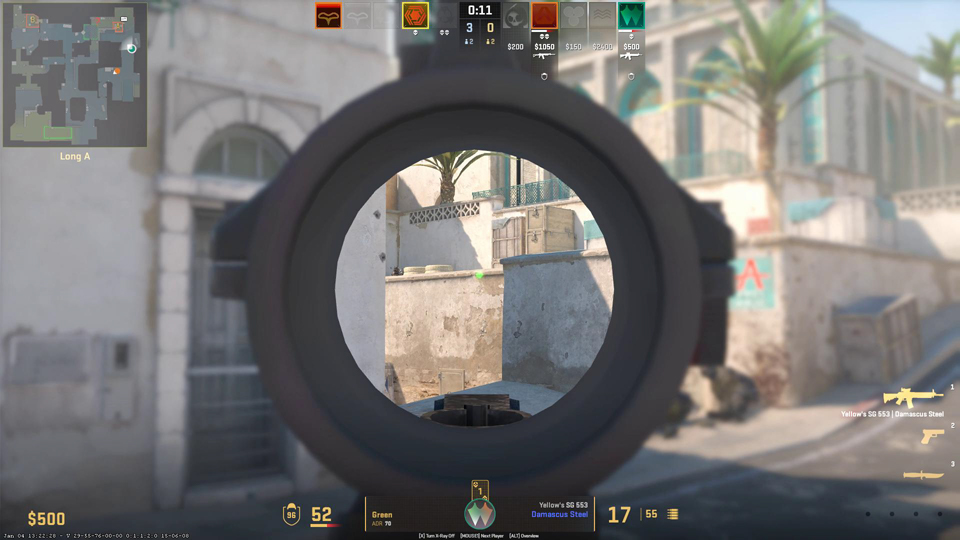 0:11
3 0
2 2
$200 $1050 $150 $2400 $500
Long A
A
1
Yellow's SG 553 | Damascus Steel
2
3
1
$500
96
52
Green
ADR 70
Yellow's SG 553
Damascus Steel
17 | 55
[X] Turn X-Ray Off [MOUSE1] Next Player [ALT] Overview